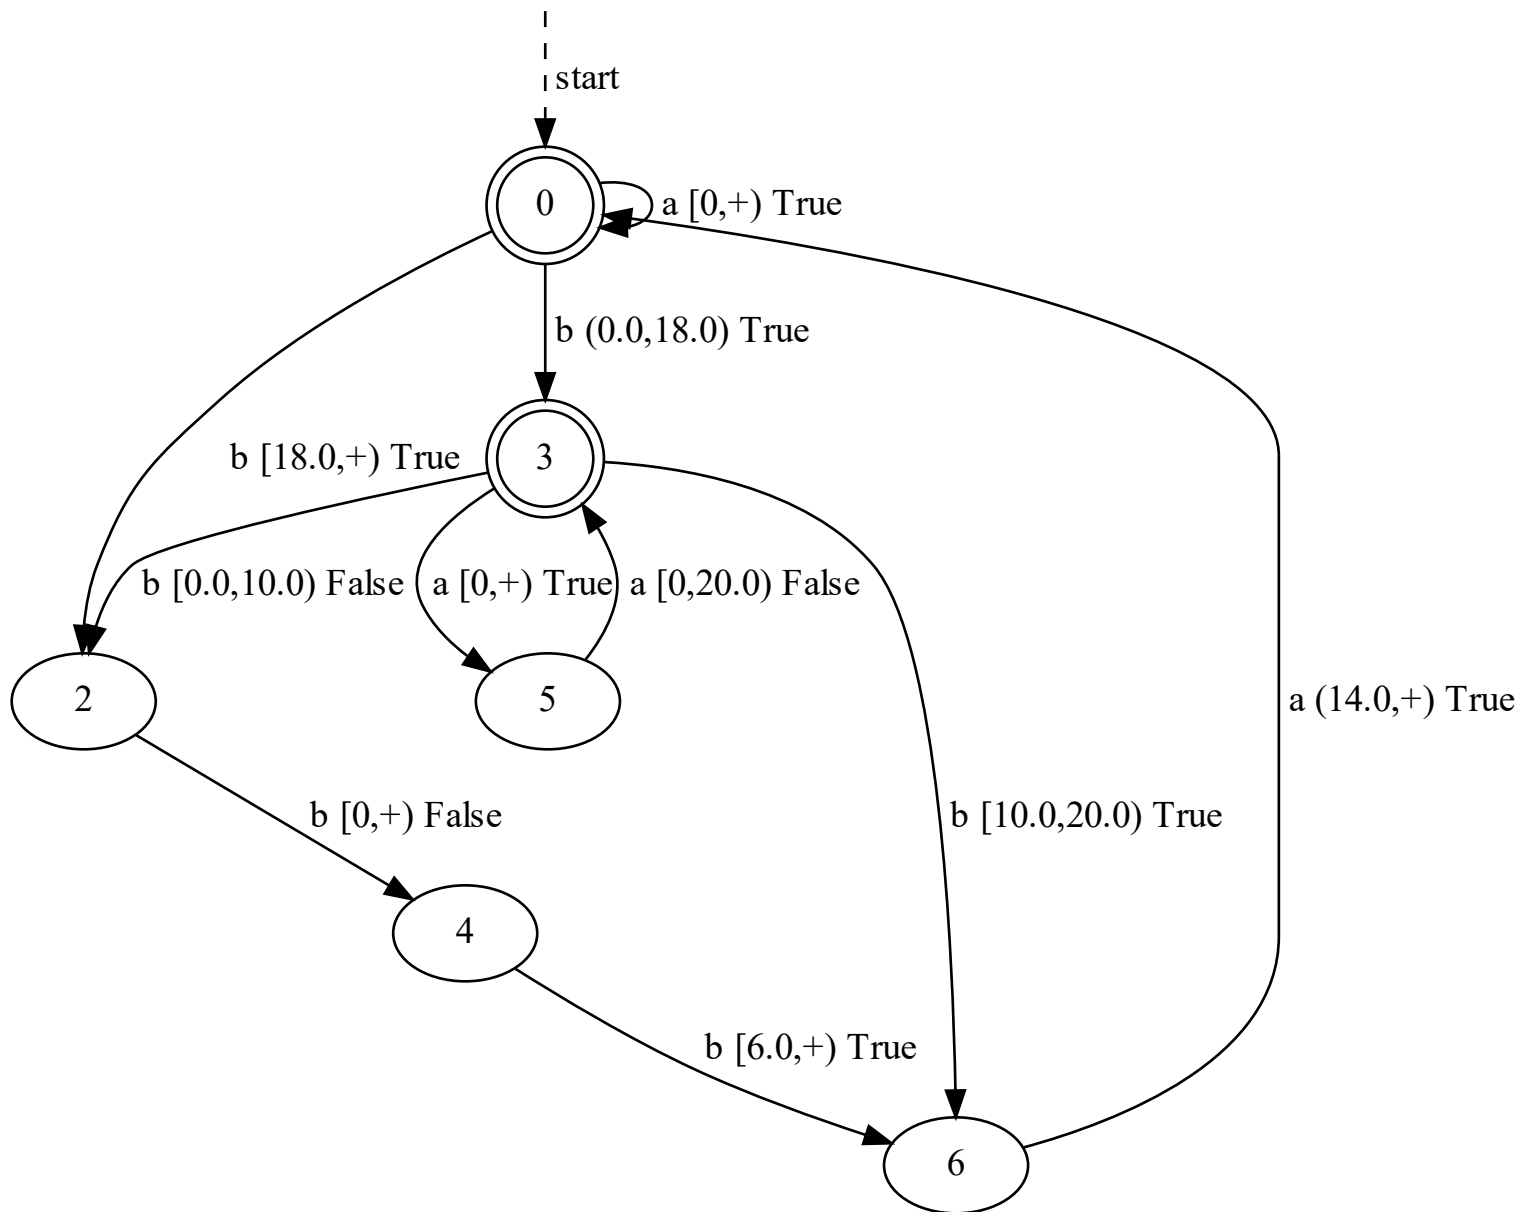 start
0
a [0,+) True
b (0.0,18.0) True
b [18.0,+) True
3
b [0.0,10.0) False
a [0,+) True
a [0,20.0) False
2
5
a (14.0,+) True
b [0,+) False
b [10.0,20.0) True
4
b [6.0,+) True
6